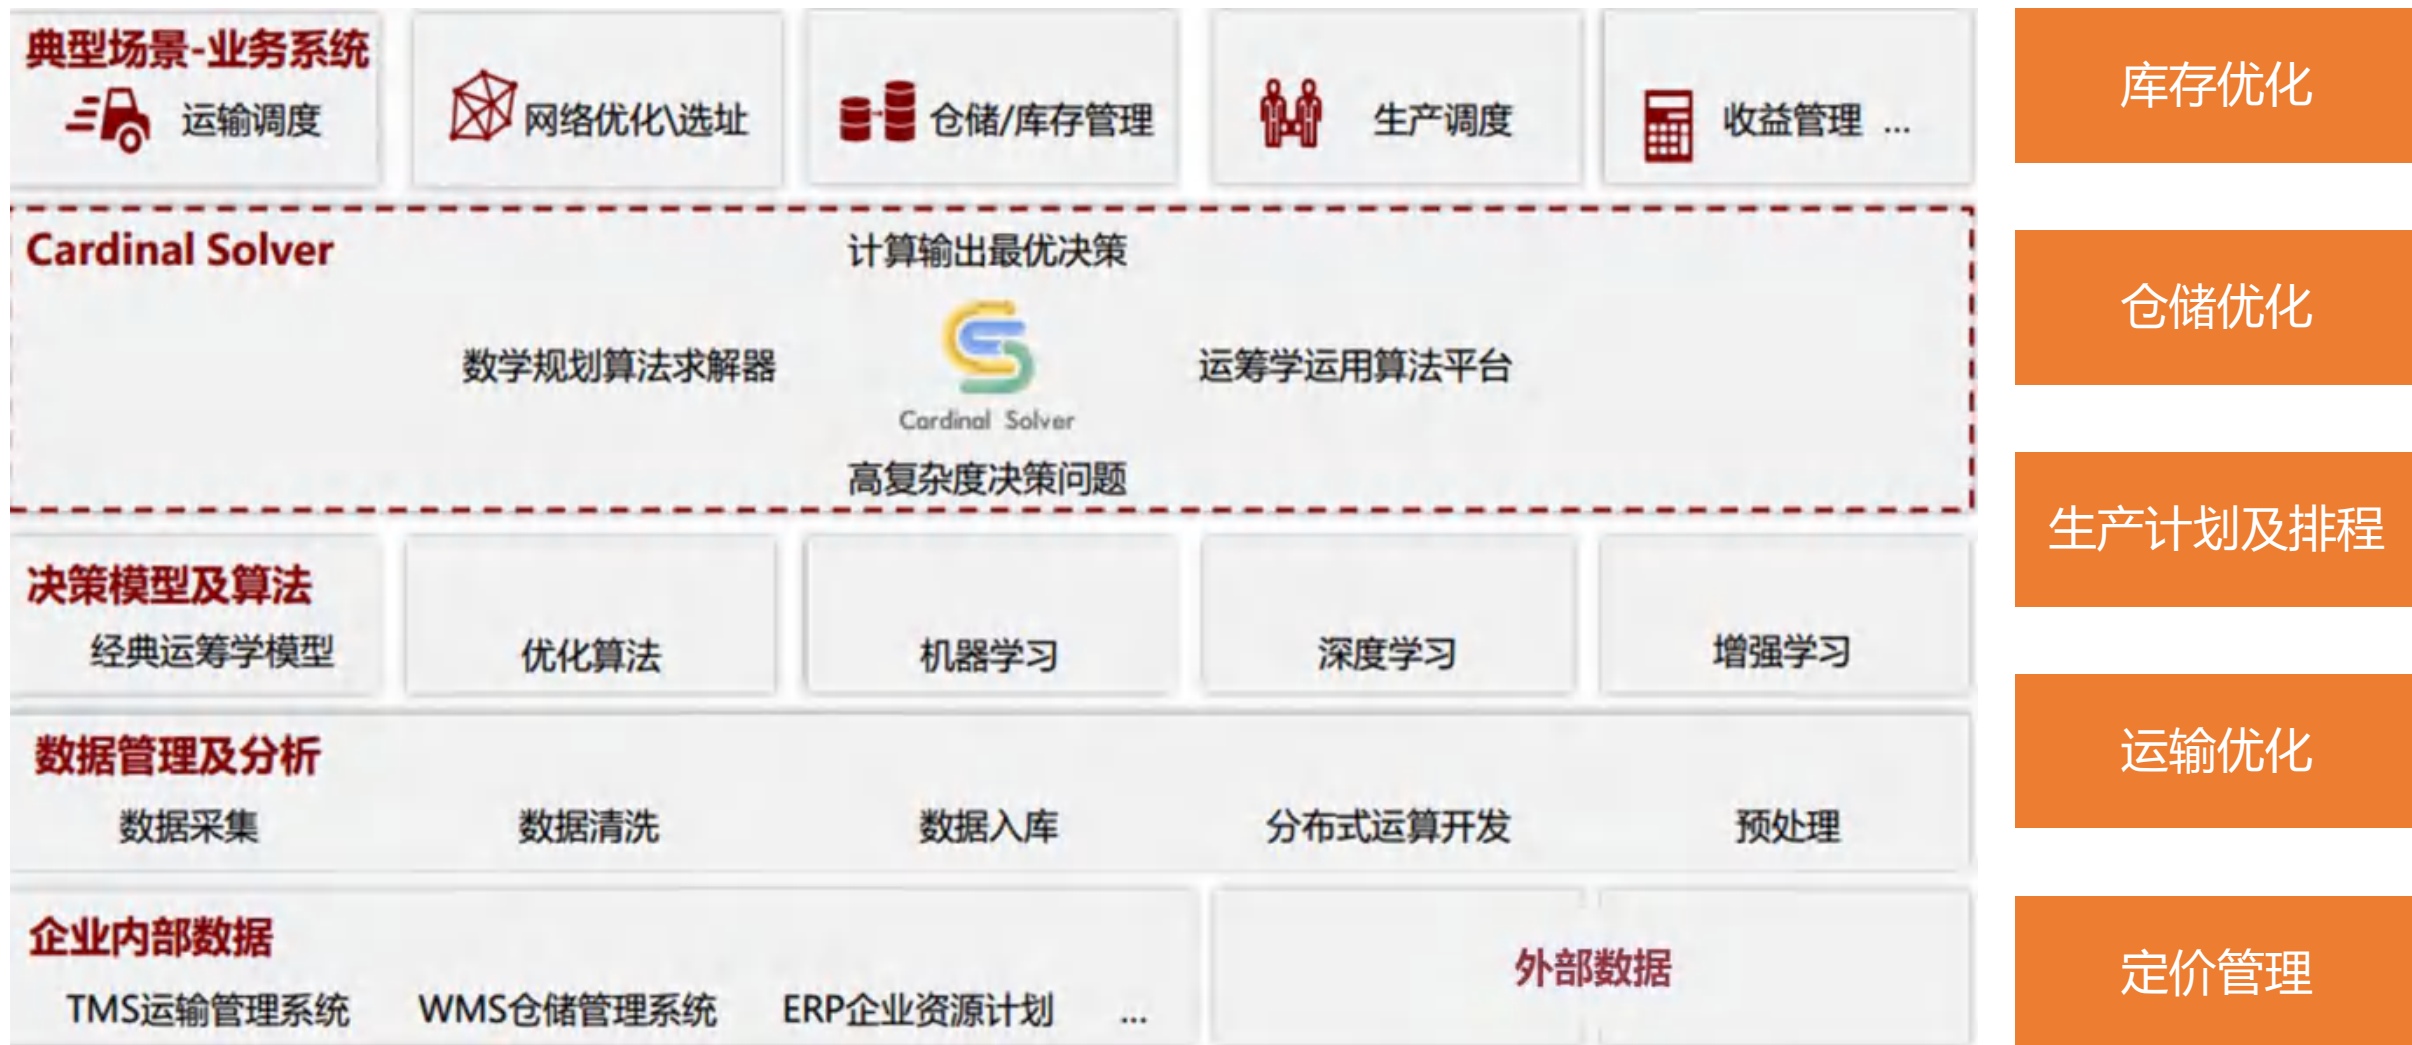 典型场景-业务系统
运输调度
网络优化\选址
仓储/库存管理
生产调度
收益管理 ...
Cardinal Solver
计算输出最优决策
数学规划算法求解器
运筹学运用算法平台
Cardinal Solver
高复杂度决策问题
决策模型及算法
经典运筹学模型
优化算法
机器学习
深度学习
增强学习
数据管理及分析
数据采集
数据清洗
数据入库
分布式运算开发
预处理
企业内部数据
TMS运输管理系统
WMS仓储管理系统
ERP企业资源计划
...
外部数据
库存优化
仓储优化
生产计划及排程
运输优化
定价管理